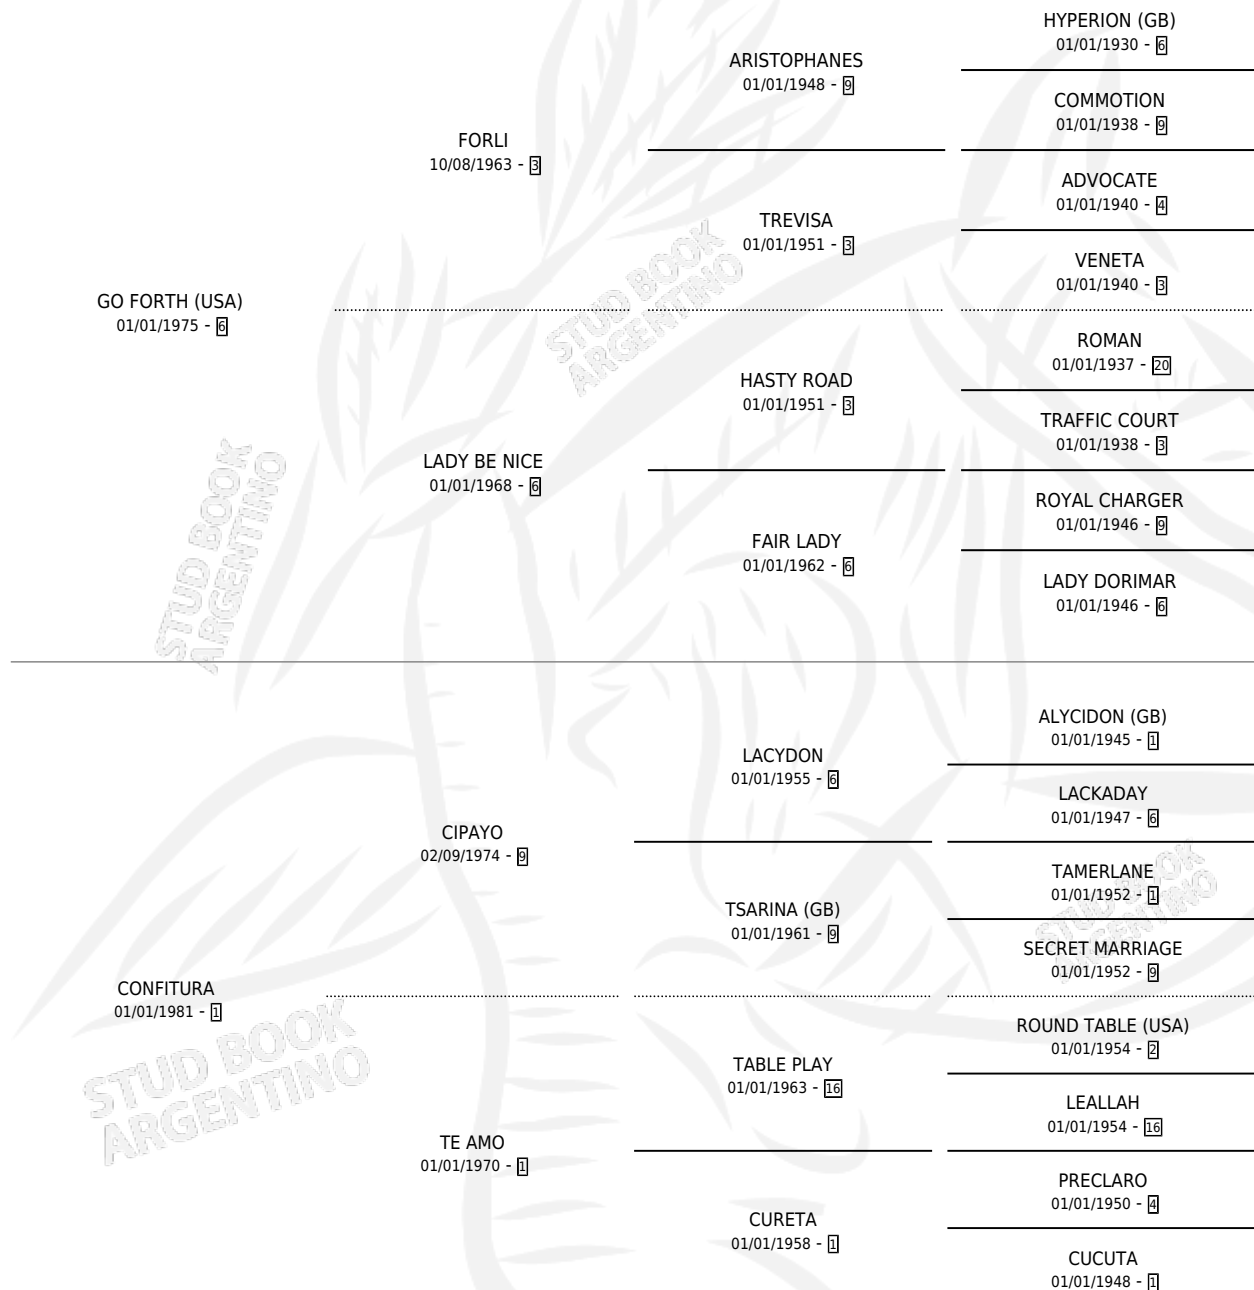 HYPERION (GB)
01/01/1930 - 6
ARISTOPHANES
01/01/1948 - 9
COMMOTION
01/01/1938 - 9
FORLI
10/08/1963 - 3
ADVOCATE
01/01/1940 - 4
TREVISA
01/01/1951 - 3
VENETA
01/01/1940 - 3
GO FORTH (USA)
01/01/1975 - 6
ROMAN
01/01/1937 - 20
HASTY ROAD
01/01/1951 - 3
TRAFFIC COURT
01/01/1938 - 3
LADY BE NICE
01/01/1968 - 6
ROYAL CHARGER
01/01/1946 - 9
FAIR LADY
01/01/1962 - 6
LADY DORIMAR
01/01/1946 - 6
STUD BOOK
ARGENTINO
STUD BOOK
ARGENTINO
ALYCIDON (GB)
01/01/1945 - 1
LACYDON
01/01/1955 - 6
LACKADAY
01/01/1947 - 6
CIPAYO
02/09/1974 - 9
TAMERLANE
01/01/1952 - 1
TSARINA (GB)
01/01/1961 - 9
SECRET MARRIAGE
01/01/1952 - 9
CONFITURA
01/01/1981 - 1
ROUND TABLE (USA)
01/01/1954 - 2
TABLE PLAY
01/01/1963 - 16
LEALLAH
01/01/1954 - 16
TE AMO
01/01/1970 - 1
PRECLARO
01/01/1950 - 4
CURETA
01/01/1958 - 1
CUCUTA
01/01/1948 - 1
STUD BOOK
ARGENTINO
STUD BOOK
ARGENTINO